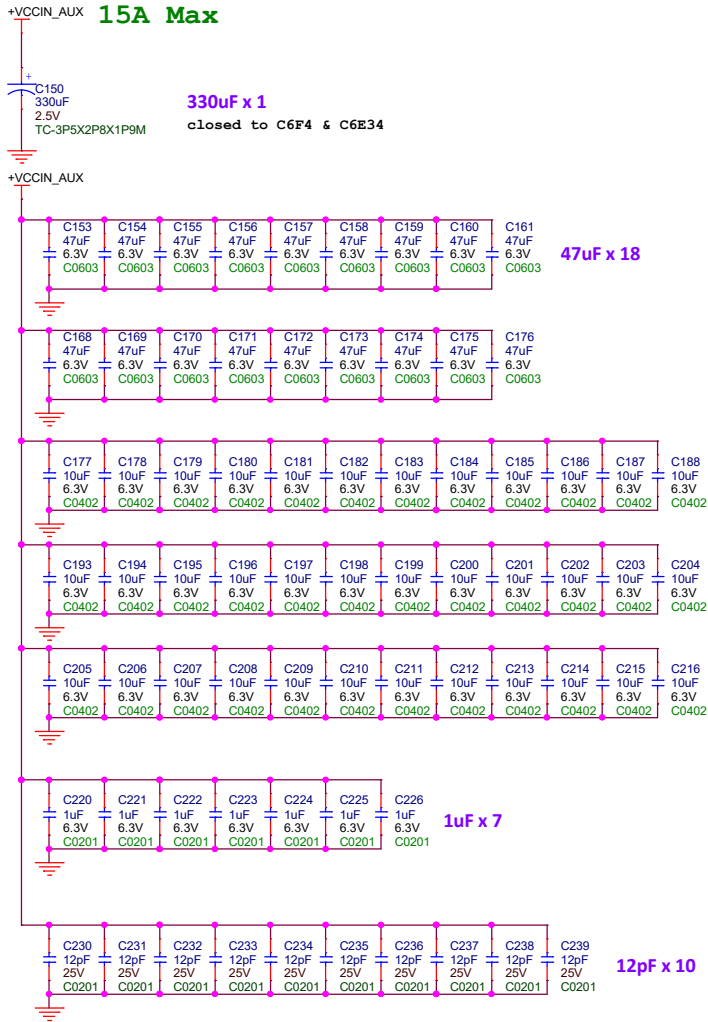 +VCCIN_AUX 15A Max
+
C150
330uF
2.5V
TC-3P5X2P8X1P9M
330uF x 1
closed to C6F4 & C6E34
+VCCIN_AUX
C153 C154 C155 C156 C157 C158 C159 C160 C161
47uF 47uF 47uF 47uF 47uF 47uF 47uF 47uF 47uF
6.3V 6.3V 6.3V 6.3V 6.3V 6.3V 6.3V 6.3V 6.3V
C0603 C0603 C0603 C0603 C0603 C0603 C0603 C0603 C0603
47uF x 18
C168 C169 C170 C171 C172 C173 C174 C175 C176
47uF 47uF 47uF 47uF 47uF 47uF 47uF 47uF 47uF
6.3V 6.3V 6.3V 6.3V 6.3V 6.3V 6.3V 6.3V 6.3V
C0603 C0603 C0603 C0603 C0603 C0603 C0603 C0603 C0603
C177 C178 C179 C180 C181 C182 C183 C184 C185 C186 C187 C188
10uF 10uF 10uF 10uF 10uF 10uF 10uF 10uF 10uF 10uF 10uF 10uF
6.3V 6.3V 6.3V 6.3V 6.3V 6.3V 6.3V 6.3V 6.3V 6.3V 6.3V 6.3V
C0402 C0402 C0402 C0402 C0402 C0402 C0402 C0402 C0402 C0402 C0402 C0402
C193 C194 C195 C196 C197 C198 C199 C200 C201 C202 C203 C204
10uF 10uF 10uF 10uF 10uF 10uF 10uF 10uF 10uF 10uF 10uF 10uF
6.3V 6.3V 6.3V 6.3V 6.3V 6.3V 6.3V 6.3V 6.3V 6.3V 6.3V 6.3V
C0402 C0402 C0402 C0402 C0402 C0402 C0402 C0402 C0402 C0402 C0402 C0402
C205 C206 C207 C208 C209 C210 C211 C212 C213 C214 C215 C216
10uF 10uF 10uF 10uF 10uF 10uF 10uF 10uF 10uF 10uF 10uF 10uF
6.3V 6.3V 6.3V 6.3V 6.3V 6.3V 6.3V 6.3V 6.3V 6.3V 6.3V 6.3V
C0402 C0402 C0402 C0402 C0402 C0402 C0402 C0402 C0402 C0402 C0402 C0402
C220 C221 C222 C223 C224 C225 C226
1uF 1uF 1uF 1uF 1uF 1uF 1uF
6.3V 6.3V 6.3V 6.3V 6.3V 6.3V 6.3V
C0201 C0201 C0201 C0201 C0201 C0201 C0201
1uF x 7
C230 C231 C232 C233 C234 C235 C236 C237 C238 C239
12pF 12pF 12pF 12pF 12pF 12pF 12pF 12pF 12pF 12pF
25V 25V 25V 25V 25V 25V 25V 25V 25V 25V
C0201 C0201 C0201 C0201 C0201 C0201 C0201 C0201 C0201 C0201
12pF x 10